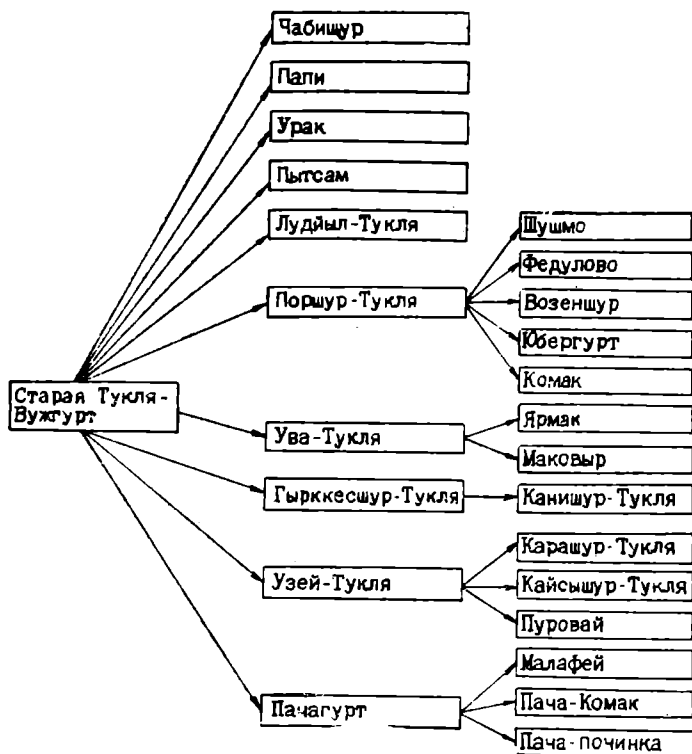 Чабищур
Папи
Урак
Пытсам
Лудйыл-Тукля
Поршур-Тукля
Шушмо
Федулово
Возеншур
Юбергурт
Комак
Старая Тукля-
Вужгурт
Ува-Тукля
Ярмак
Маковыр
Гырккесшур-Тукля
Канишур-Тукля
Узей-Тукля
Карашур-Тукля
Кайсышур-Тукля
Пуровай
Пачагурт
Малафей
Пача-Комак
Пача-починка